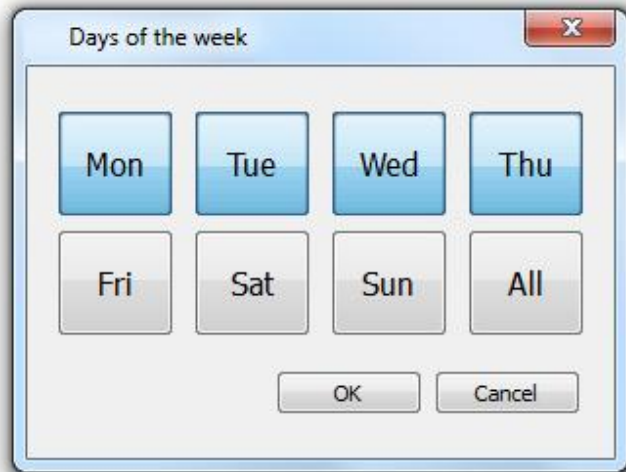 Days of the week
Mon Tue Wed Thu
Fri Sat Sun All
OK Cancel